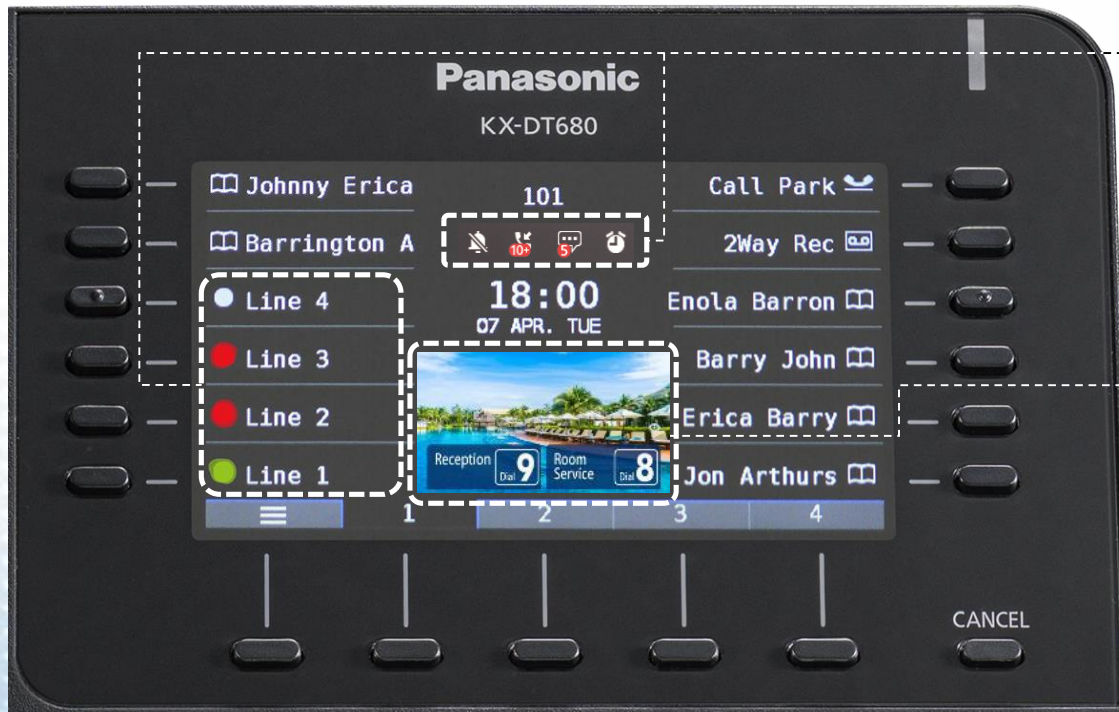 Panasonic
KX-DT680
Johnny Erica
101
Call Park
Barrington A
10+
5
2Way Rec
Line 4
18:00
Enola Barron
07 APR. TUE
Line 3
Barry John
Line 2
Erica Barry
Line 1
Reception
Dial 9
Room
Service
Dial 8
Jon Arthurs
1
2
3
4
CANCEL